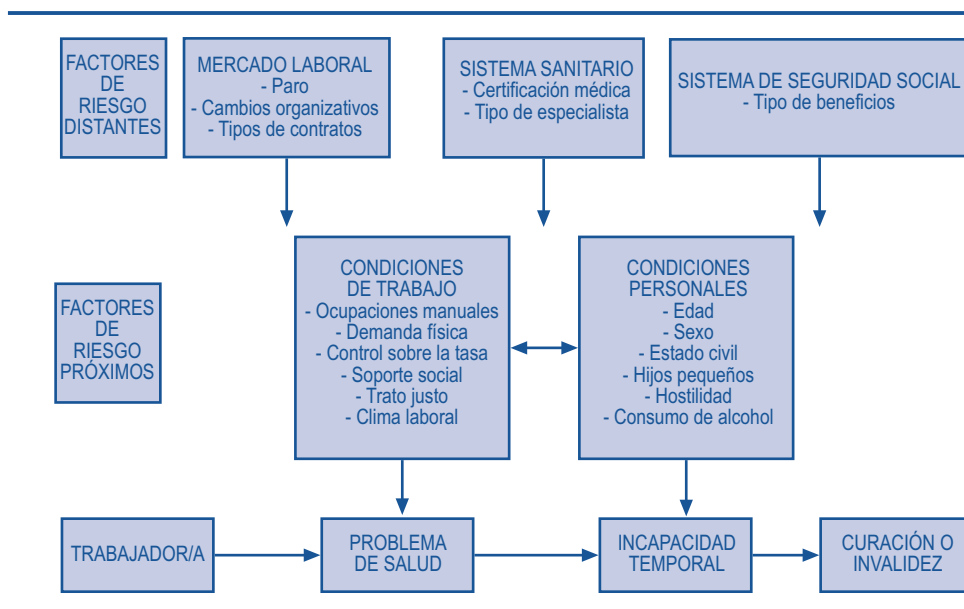 FACTORES
DE
RIESGO
DISTANTES
MERCADO LABORAL
- Paro
- Cambios organizativos
- Tipos de contratos
SISTEMA SANITARIO
- Certificación médica
- Tipo de especialista
SISTEMA DE SEGURIDAD SOCIAL
- Tipo de beneficios
FACTORES
DE
RIESGO
PRÓXIMOS
CONDICIONES
DE TRABAJO
- Ocupaciones manuales
- Demanda física
- Control sobre la tasa
- Soporte social
- Trato justo
- Clima laboral
CONDICIONES
PERSONALES
- Edad
- Sexo
- Estado civil
- Hijos pequeños
- Hostilidad
- Consumo de alcohol
TRABAJADOR/A
PROBLEMA
DE SALUD
INCAPACIDAD
TEMPORAL
CURACIÓN O
INVALIDEZ